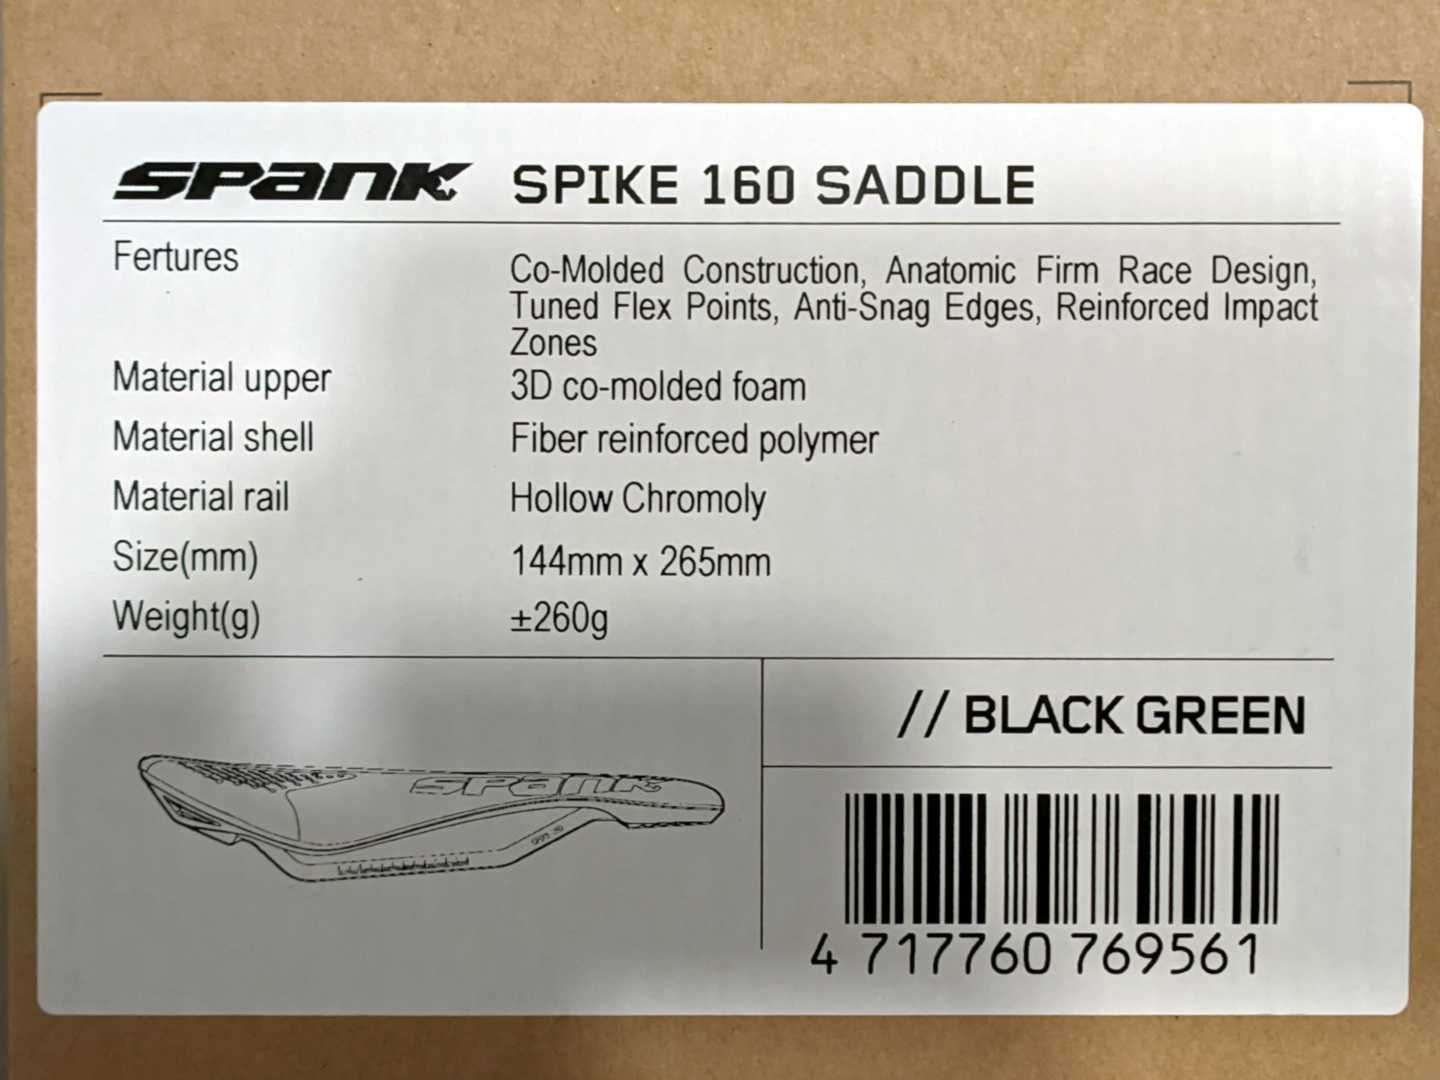 SPANK SPIKE 160 SADDLE
Fertures
Co-Molded Construction, Anatomic Firm Race Design,
Tuned Flex Points, Anti-Snag Edges, Reinforced Impact
Zones
Material upper 3D co-molded foam
Material shell Fiber reinforced polymer
Material rail Hollow Chromoly
Size(mm) 144mm x 265mm
Weight(g) ±260g
// BLACK GREEN
SPANK
4 717760 769561